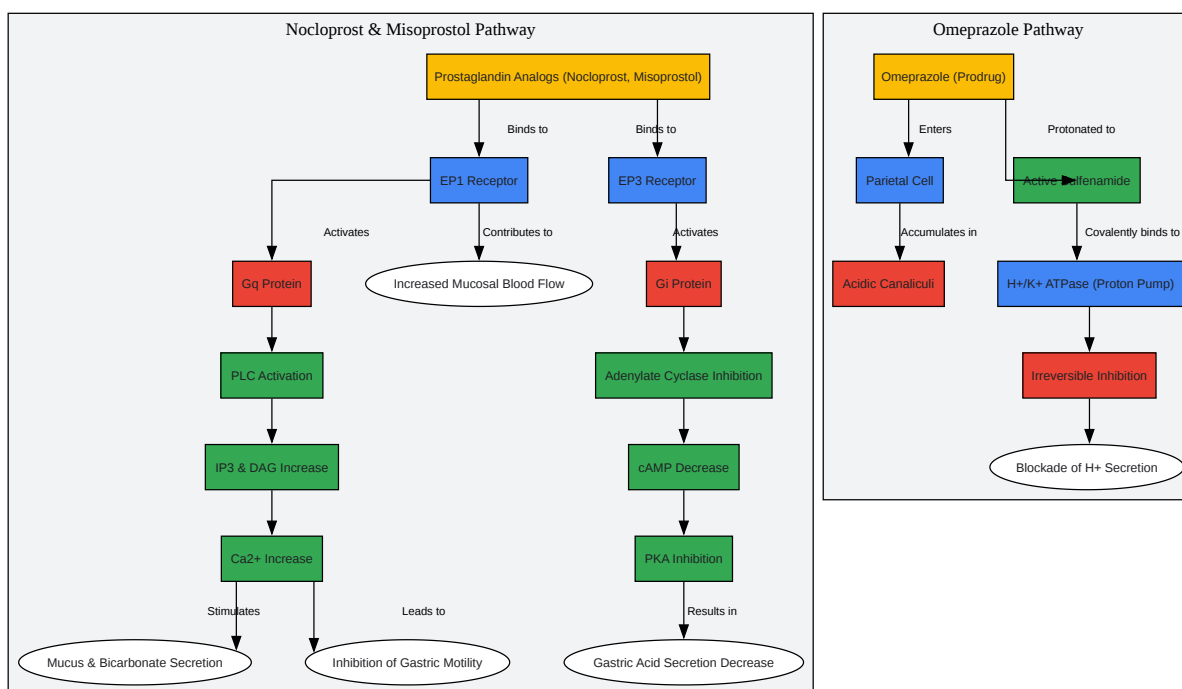 Nocloprost & Misoprostol Pathway
Prostaglandin Analogs (Nocloprost, Misoprostol)
Binds to
Binds to
EP1 Receptor
EP3 Receptor
Activates
Contributes to
Activates
Gq Protein
Increased Mucosal Blood Flow
Gi Protein
PLC Activation
Adenylate Cyclase Inhibition
IP3 & DAG Increase
cAMP Decrease
Ca2+ Increase
PKA Inhibition
Stimulates
Leads to
Results in
Mucus & Bicarbonate Secretion
Inhibition of Gastric Motility
Gastric Acid Secretion Decrease
Omeprazole Pathway
Omeprazole (Prodrug)
Enters
Protonated to
Parietal Cell
Active Sulfenamide
Accumulates in
Covalently binds to
Acidic Canaliculi
H+/K+ ATPase (Proton Pump)
Irreversible Inhibition
Blockade of H+ Secretion